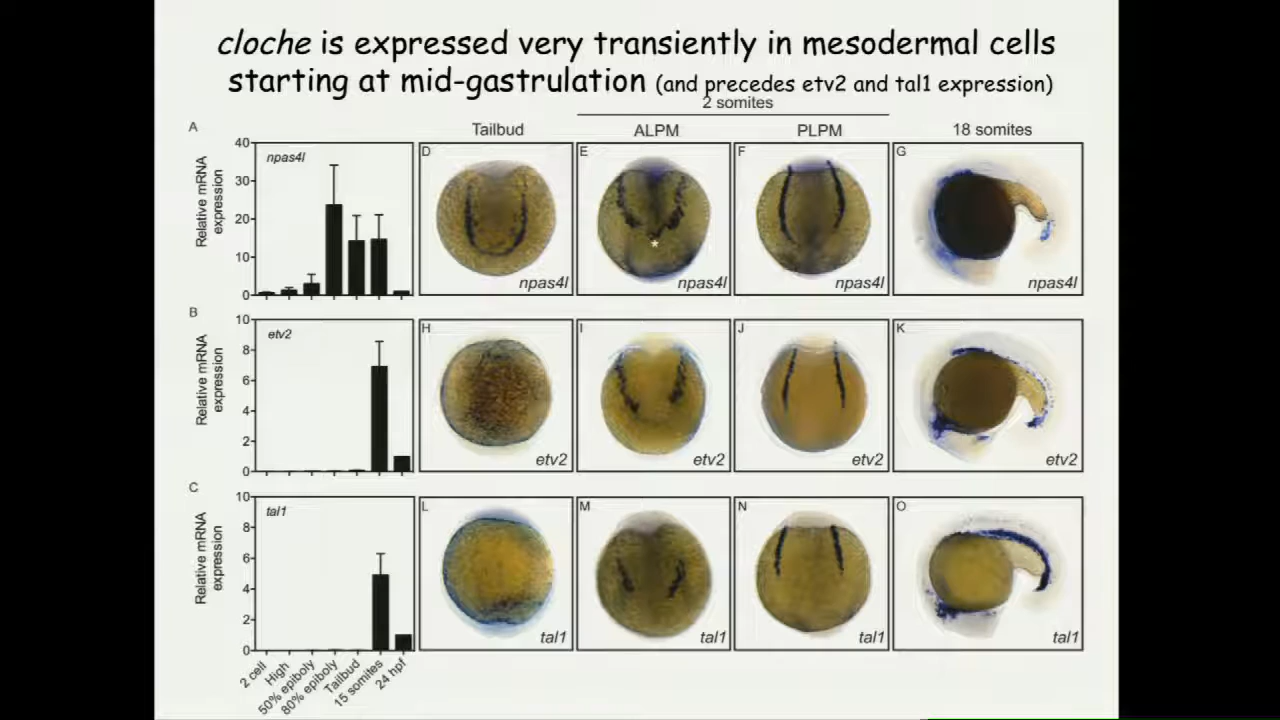 cloche is expressed very transiently in mesodermal cells
starting at mid-gastrulation (and precedes etv2 and tal1 expression)
2 somites
Tailbud
ALPM
PLPM
18 somites
A
Relative mRNA
expression
40
30
20
10
0
npas4l
D
npas4l
E
*
npas4l
F
npas4l
G
npas4l
B
Relative mRNA
expression
10
8
6
4
2
0
etv2
H
etv2
I
etv2
J
etv2
K
etv2
C
Relative mRNA
expression
10
8
6
4
2
0
tal1
L
tal1
M
tal1
N
tal1
O
tal1
2 cell
High
50% epiboly
80% epiboly
Tailbud
15 somites
24 hpf